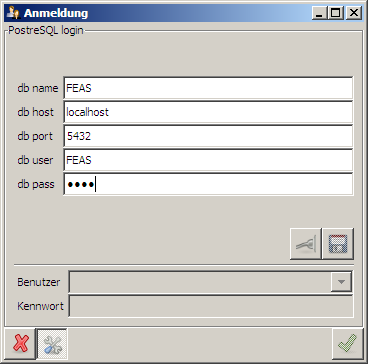 Anmeldung
PostreSQL login
db name FEAS
db host localhost
db port 5432
db user FEAS
db pass ••••
Benutzer
Kennwort